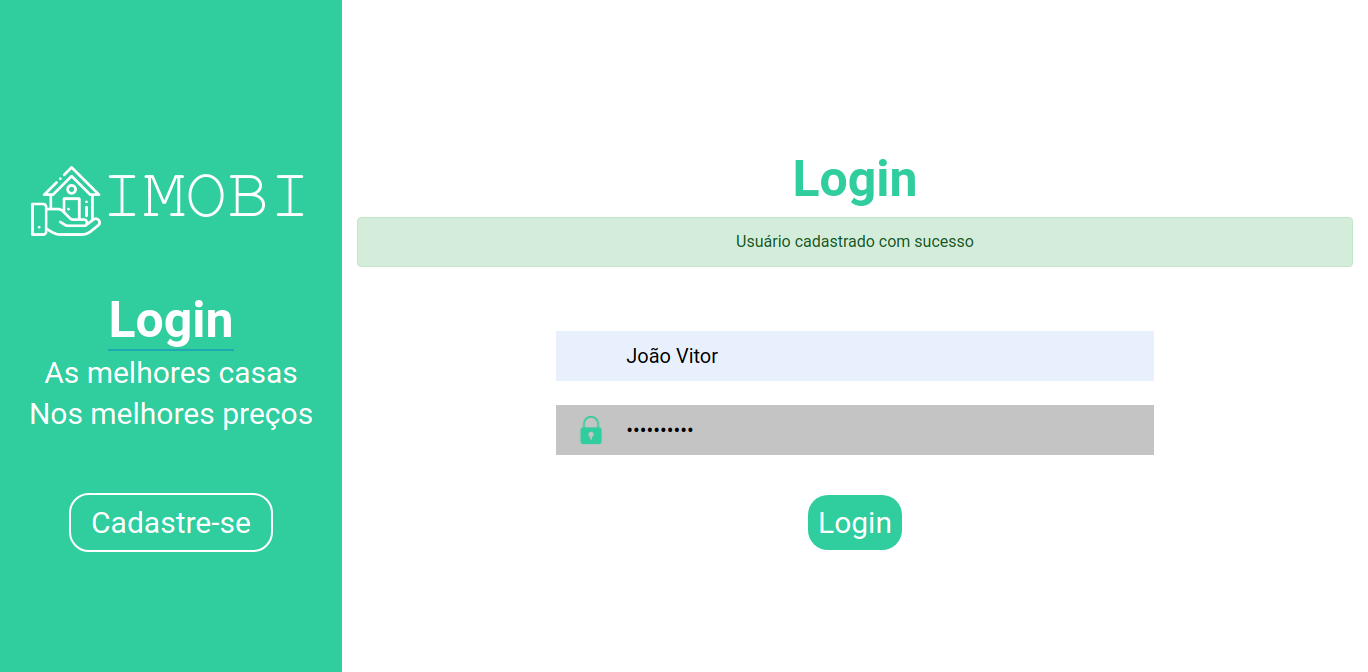 IMOBI
Login
As melhores casas
Nos melhores preços
Cadastre-se
Login
Usuário cadastrado com sucesso
João Vitor
••••••••••
Login